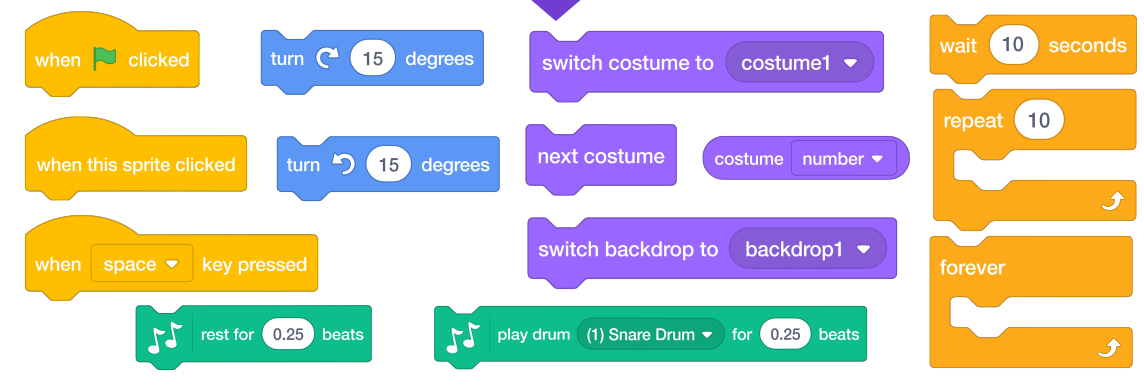 when clicked
turn 15 degrees
switch costume to costume1
wait 10 seconds
repeat 10
when this sprite clicked
turn 15 degrees
next costume
costume number
when space key pressed
switch backdrop to backdrop1
forever
rest for 0.25 beats
play drum (1) Snare Drum for 0.25 beats